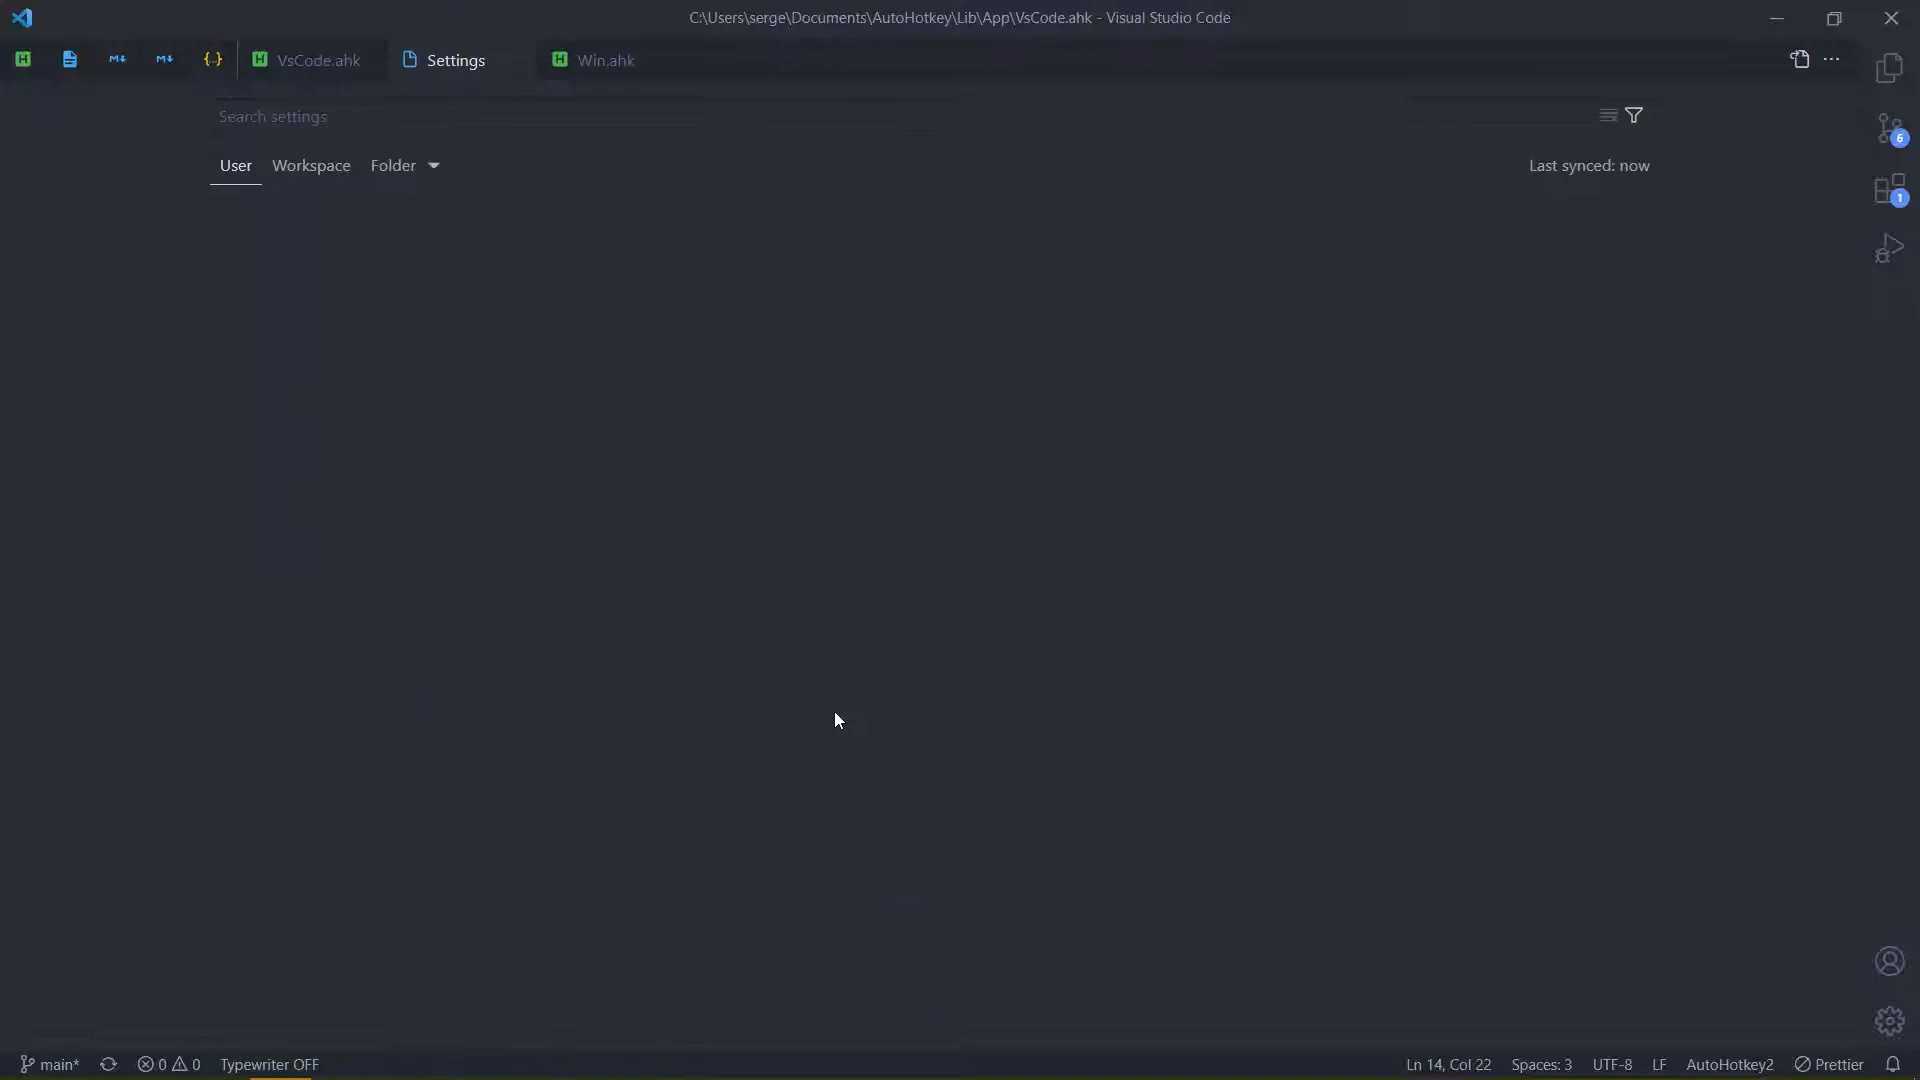 C:\Users\serge\Documents\AutoHotkey\Lib\App\VsCode.ahk - Visual Studio Code
VsCode.ahk
Settings
Win.ahk
Search settings
User
Workspace
Folder
Last synced: now
6
1
main*
0
0
Typewriter OFF
Ln 14, Col 22
Spaces: 3
UTF-8
LF
AutoHotkey2
Prettier